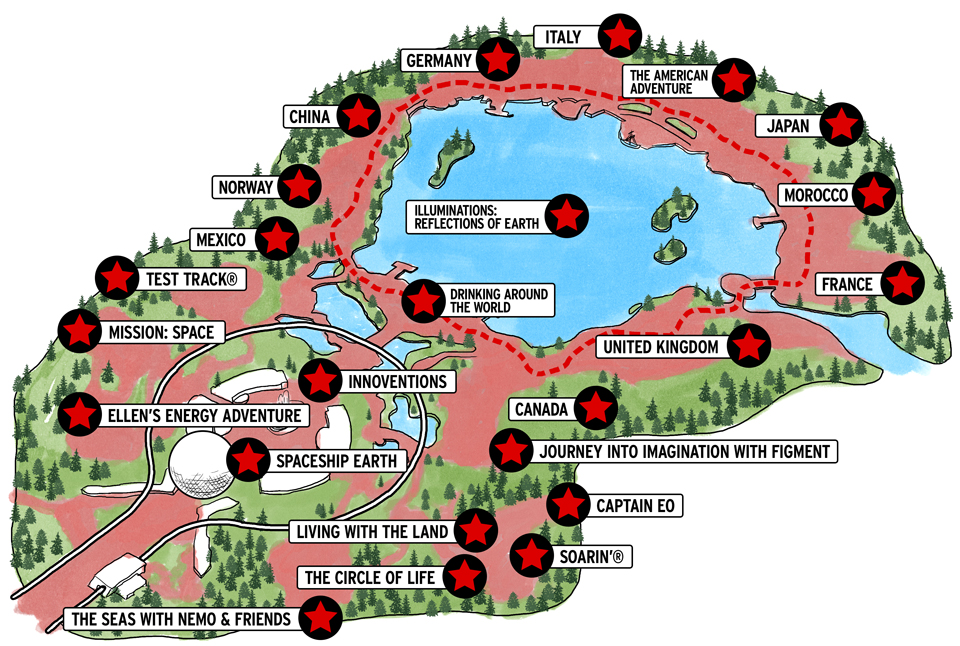 ITALY
GERMANY
THE AMERICAN
ADVENTURE
CHINA
JAPAN
NORWAY
MOROCCO
ILLUMINATIONS:
REFLECTIONS OF EARTH
MEXICO
TEST TRACK®
FRANCE
DRINKING AROUND
THE WORLD
MISSION: SPACE
UNITED KINGDOM
INNOVENTIONS
ELLEN'S ENERGY ADVENTURE
CANADA
SPACESHIP EARTH
JOURNEY INTO IMAGINATION WITH FIGMENT
CAPTAIN EO
LIVING WITH THE LAND
SOARIN'®
THE CIRCLE OF LIFE
THE SEAS WITH NEMO & FRIENDS